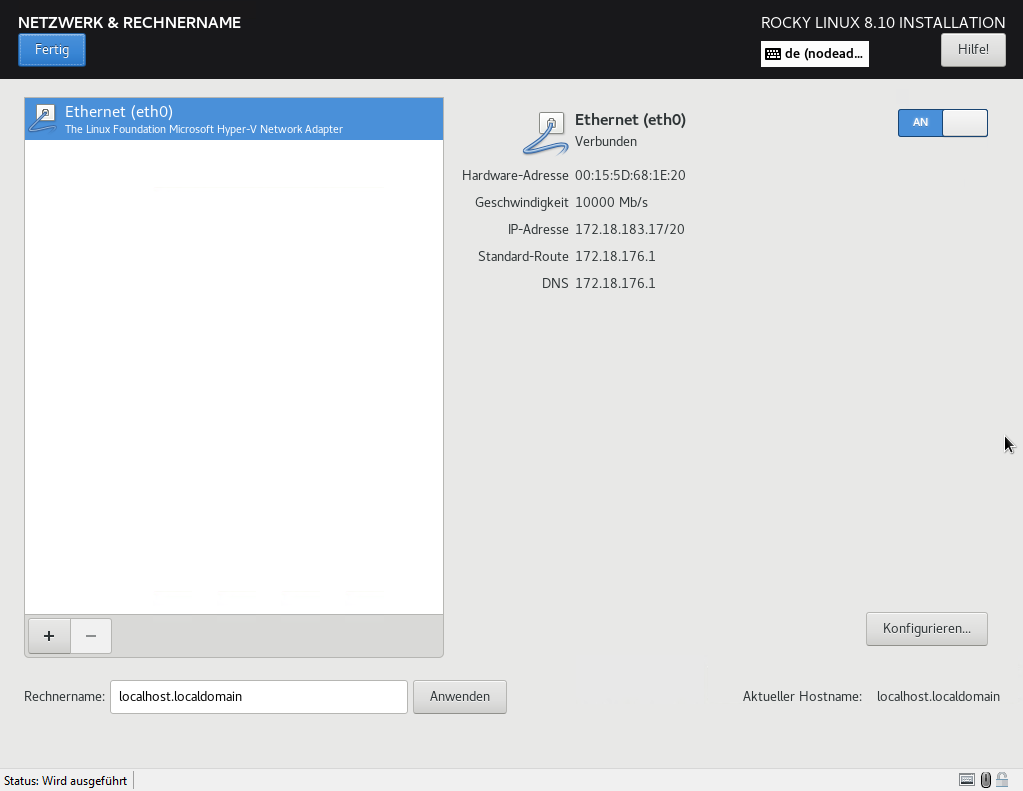 NETZWERK & RECHNERNAME
ROCKY LINUX 8.10 INSTALLATION
Fertig
de (nodead...
Hilfe!
Ethernet (eth0)
The Linux Foundation Microsoft Hyper-V Network Adapter
Ethernet (eth0)
Verbunden
AN
Hardware-Adresse 00:15:5D:68:1E:20
Geschwindigkeit 10000 Mb/s
IP-Adresse 172.18.183.17/20
Standard-Route 172.18.176.1
DNS 172.18.176.1
+ −
Konfigurieren...
Rechnername: localhost.localdomain Anwenden Aktueller Hostname: localhost.localdomain
Status: Wird ausgeführt